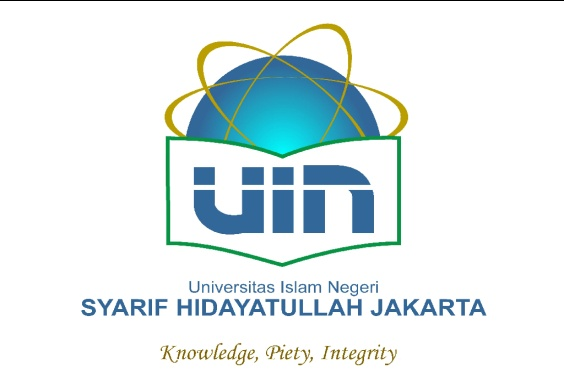 uin
Universitas Islam Negeri
SYARIF HIDAYATULLAH JAKARTA
Knowledge, Piety, Integrity